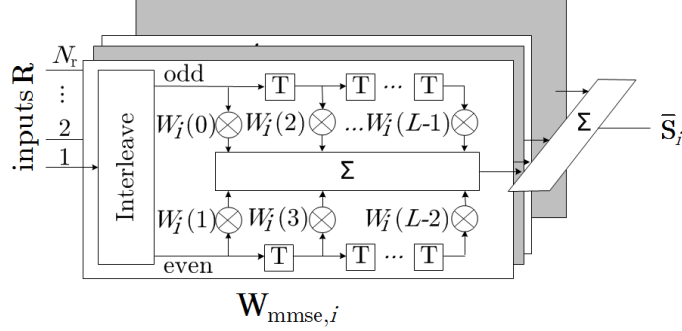 inputs R
N_r
⋮
2
1
Interleave
odd
T
T
...
T
W_i(0)
W_i(2)
...W_i(L-1)
Σ
W_i(1)
W_i(3)
W_i(L-2)
even
T
T
...
T
Σ
S̄_i
W_mmse,i